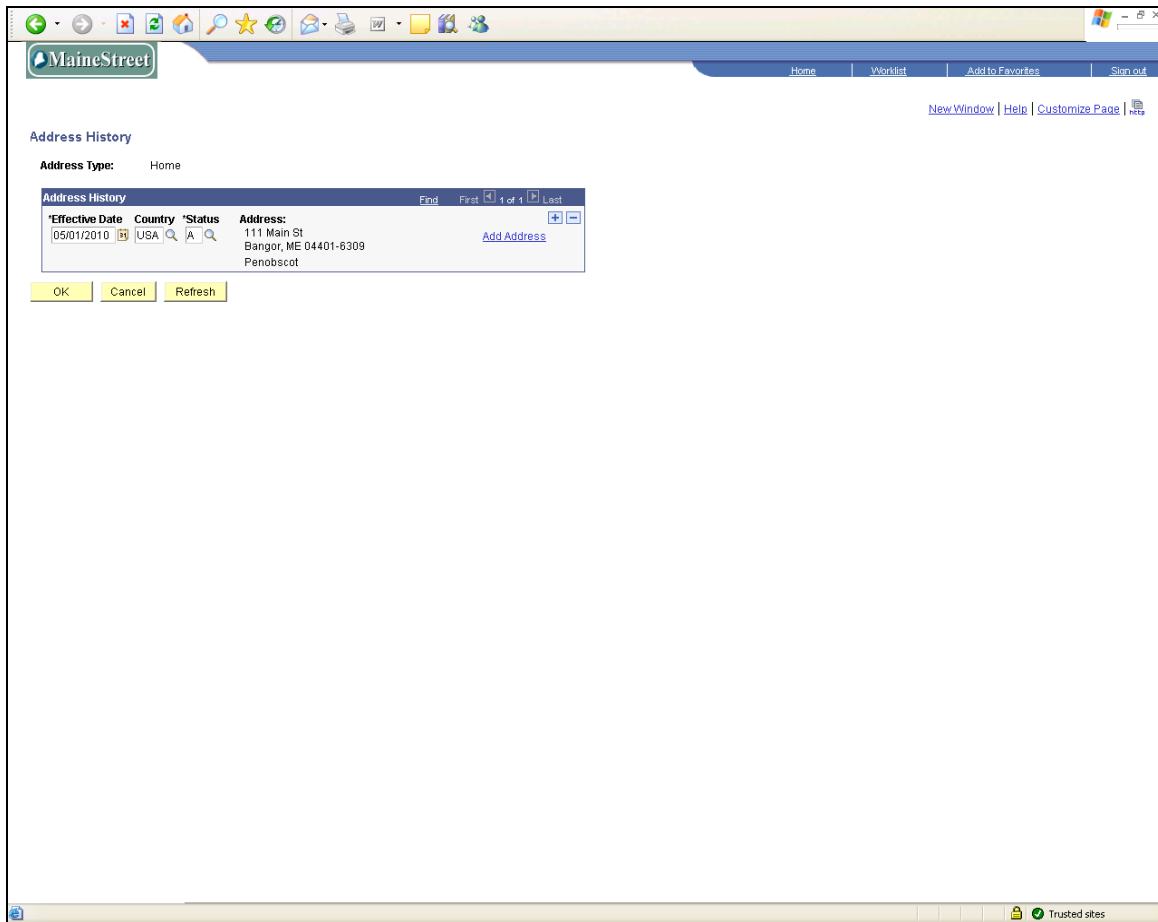 MaineStreet
Home Worklist Add to Favorites Sign out
New Window | Help | Customize Page | http
Address History
Address Type: Home
Address History Find First 1 of 1 Last
*Effective Date Country *Status Address:
05/01/2010 31 USA A 111 Main St Add Address
Bangor, ME 04401-6309
Penobscot
OK Cancel Refresh
Trusted sites